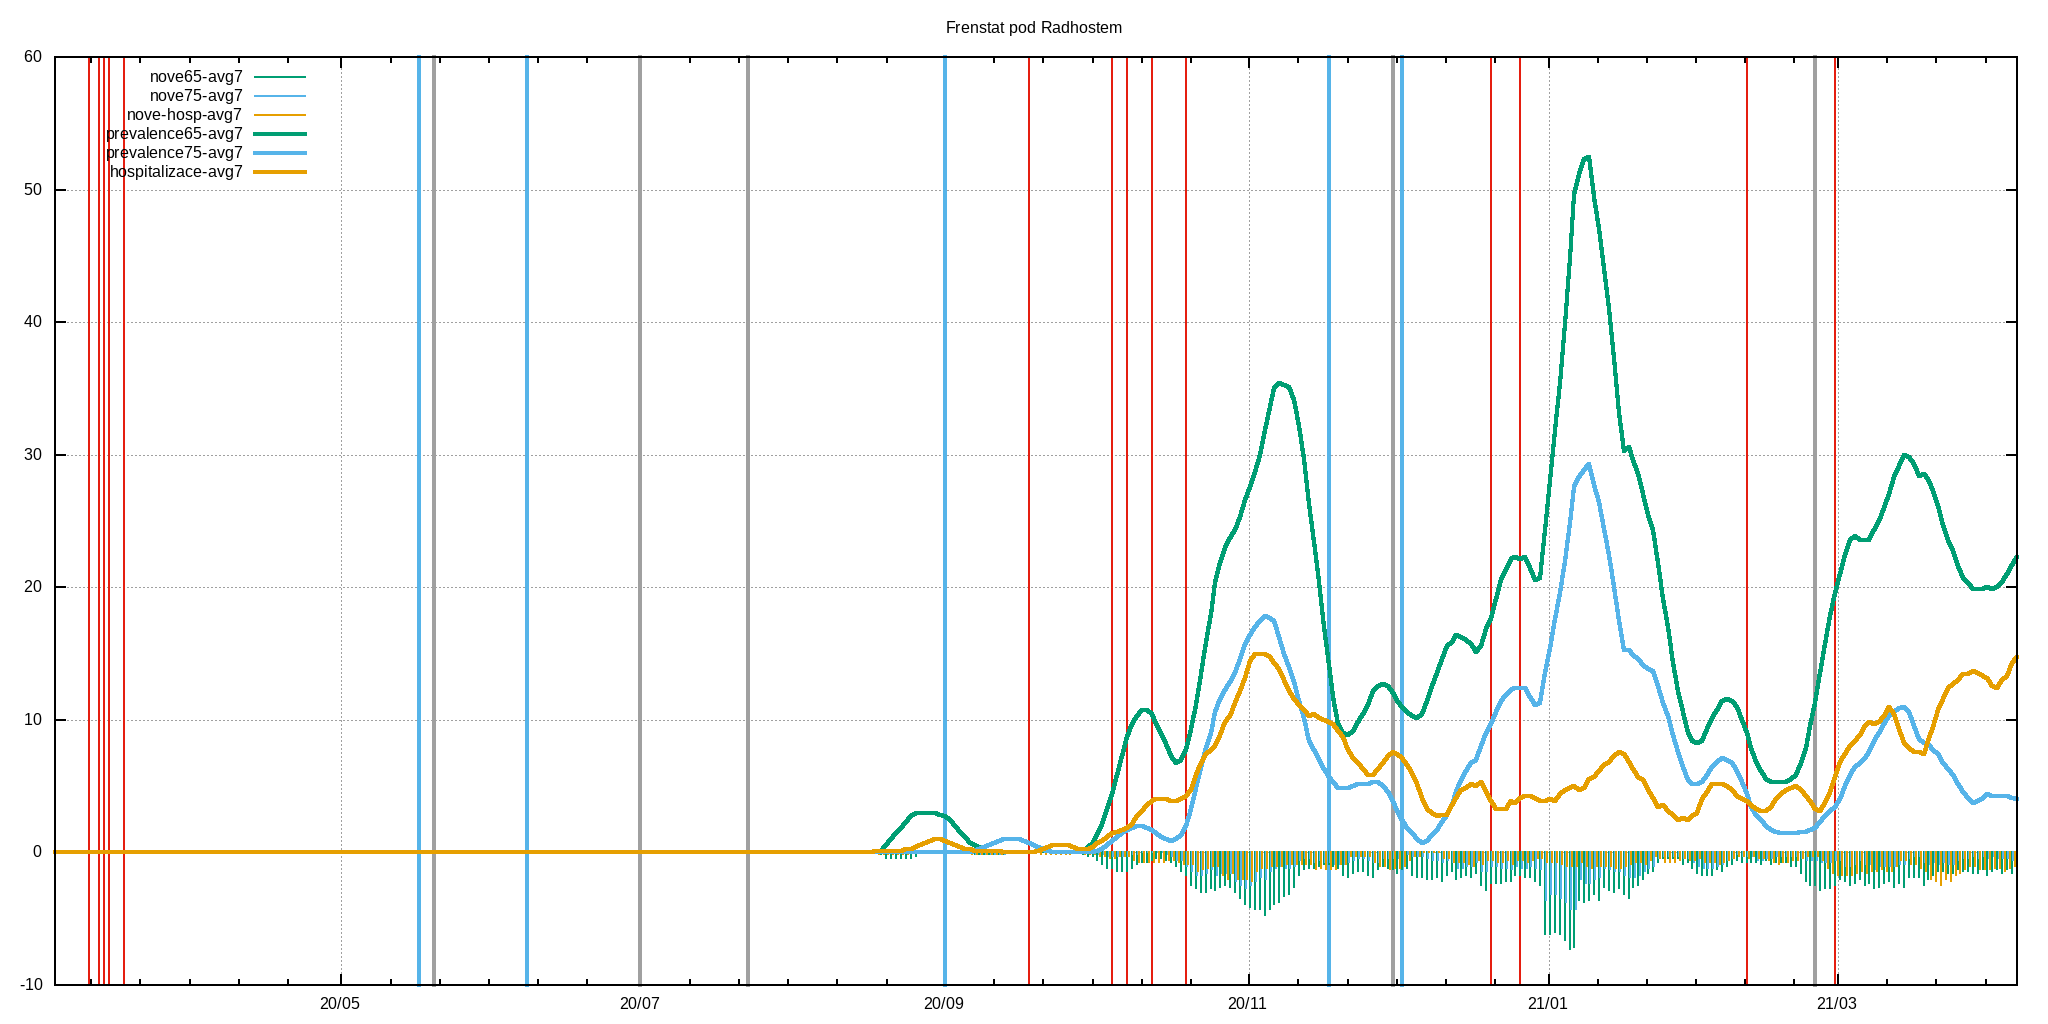 Frenstat pod Radhostem
60
50
40
30
20
10
0
-10
nove65-avg7
nove75-avg7
nove-hosp-avg7
prevalence65-avg7
prevalence75-avg7
hospitalizace-avg7
20/05
20/07
20/09
20/11
21/01
21/03